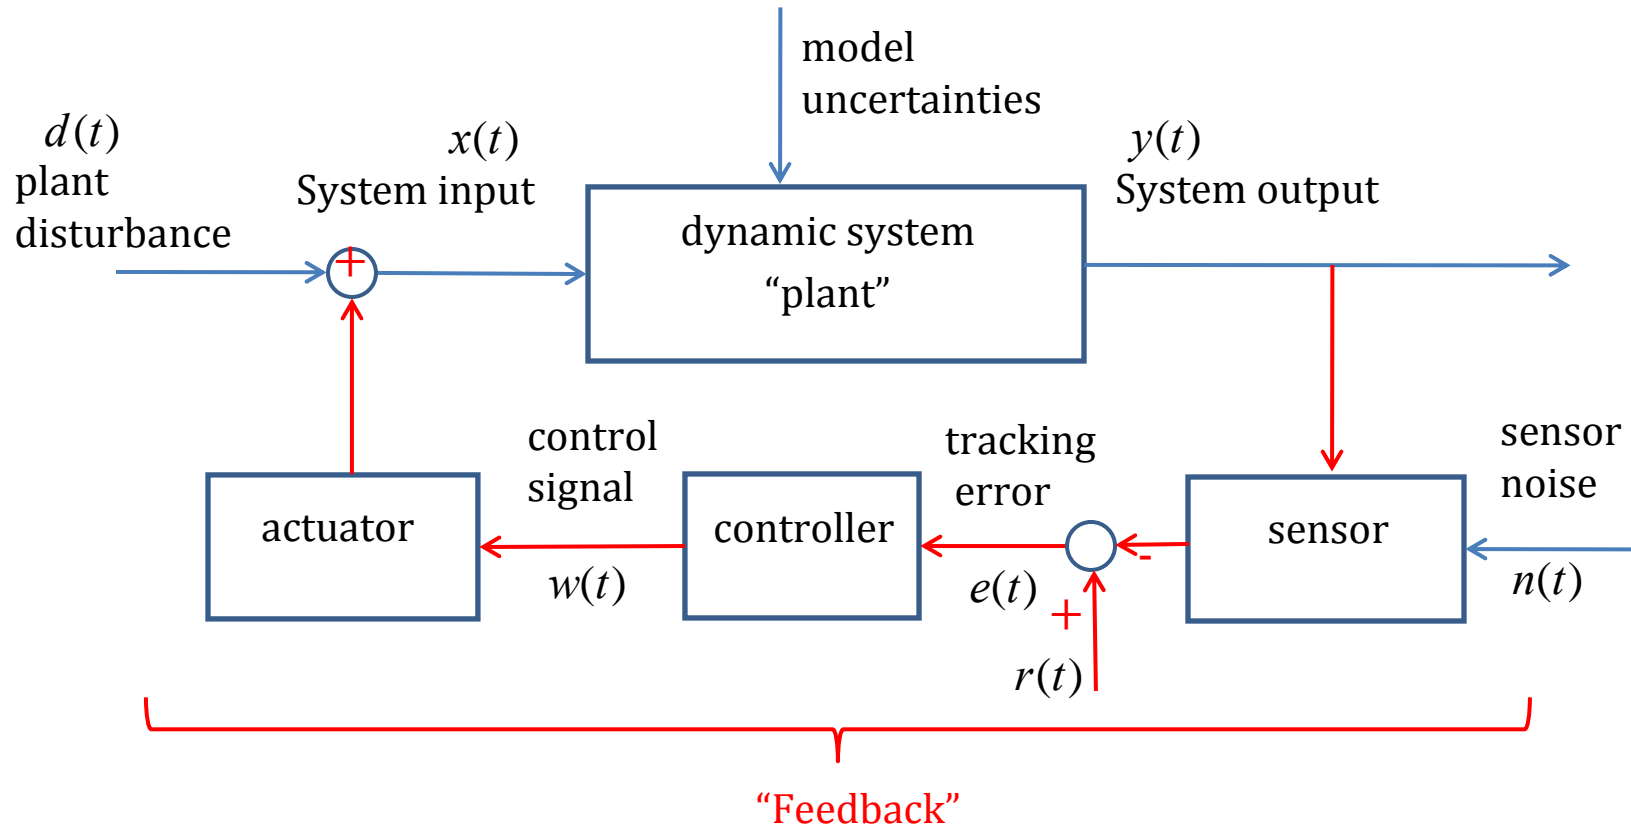 model
uncertainties
d(t)
plant
disturbance
x(t)
System input
y(t)
System output
+
dynamic system
“plant”
control
signal
tracking
error
sensor
noise
actuator
controller
sensor
-
w(t)
e(t)
+
n(t)
r(t)
“Feedback”